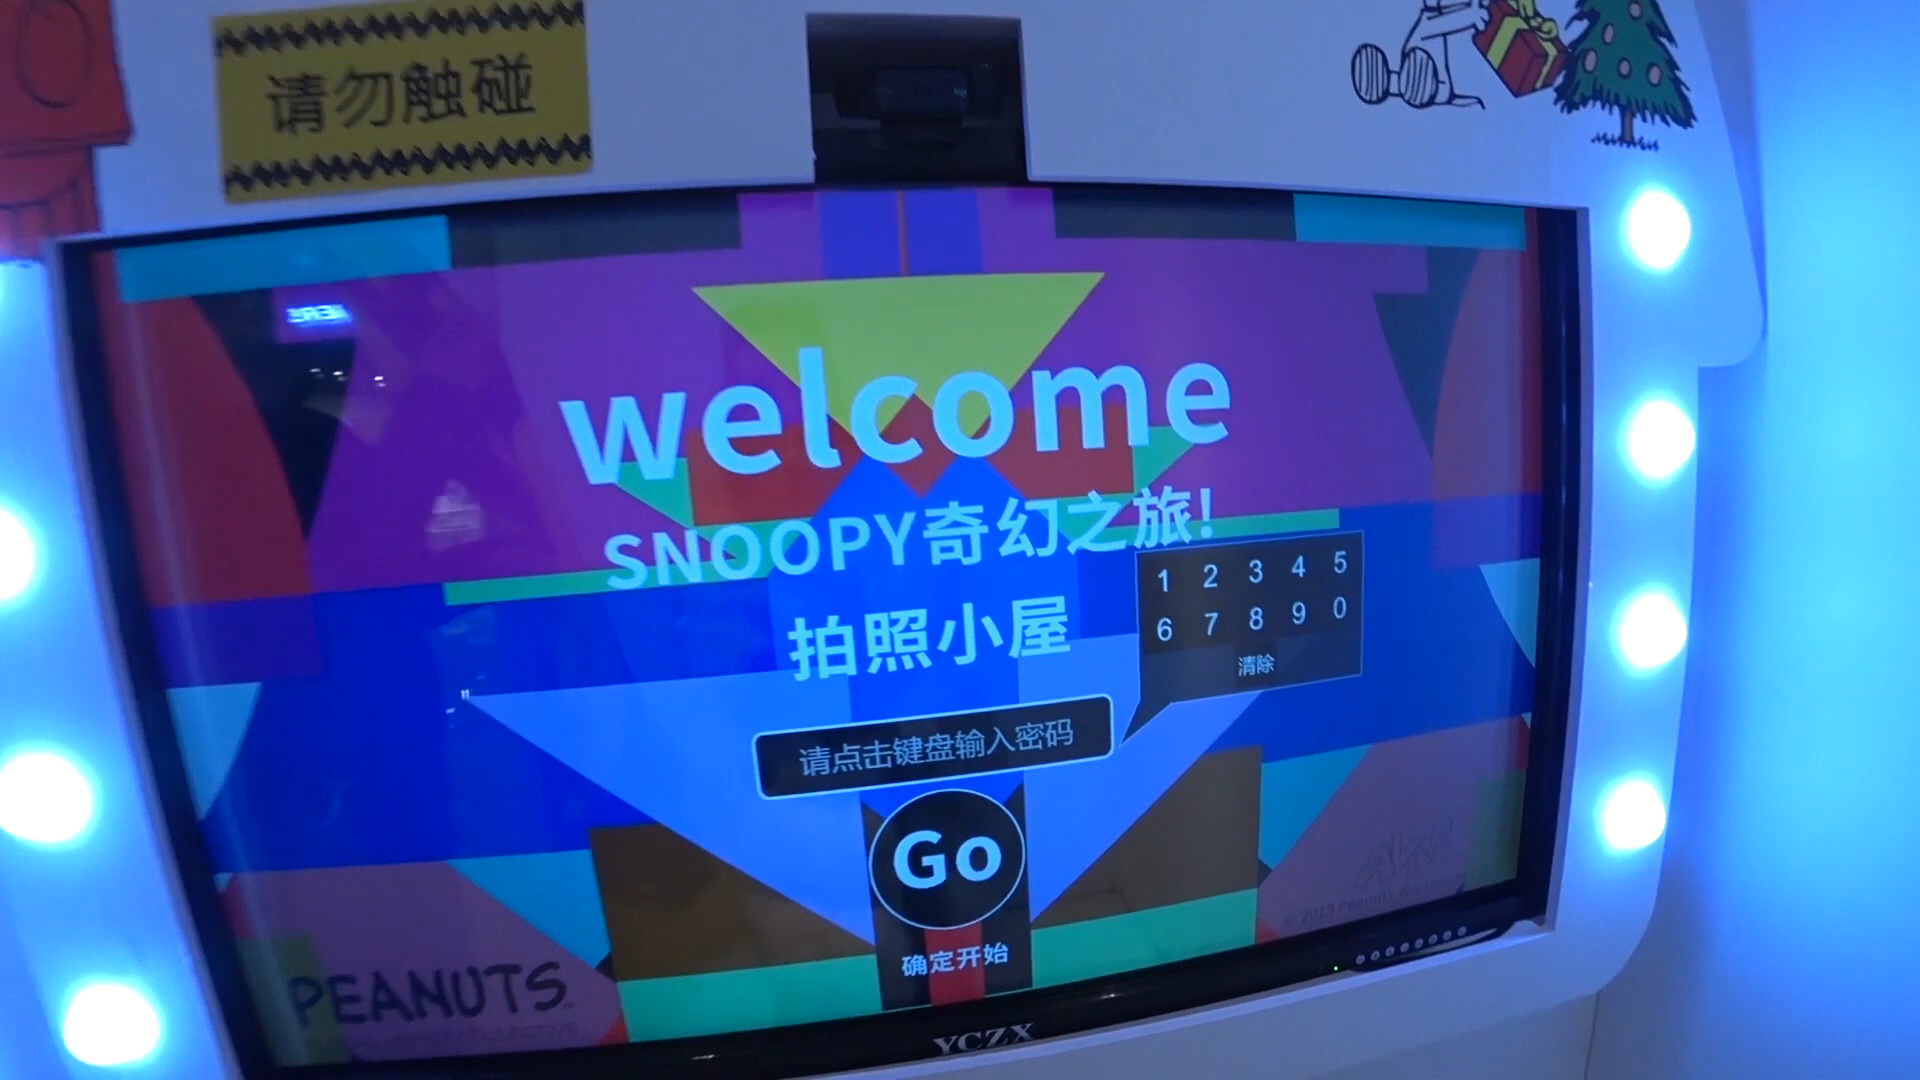 请勿触碰
welcome
SNOOPY奇幻之旅!
拍照小屋
1 2 3 4 5
6 7 8 9 0
清除
请点击键盘输入密码
Go
确定开始
PEANUTS
© 2019 Peanuts
YCZX